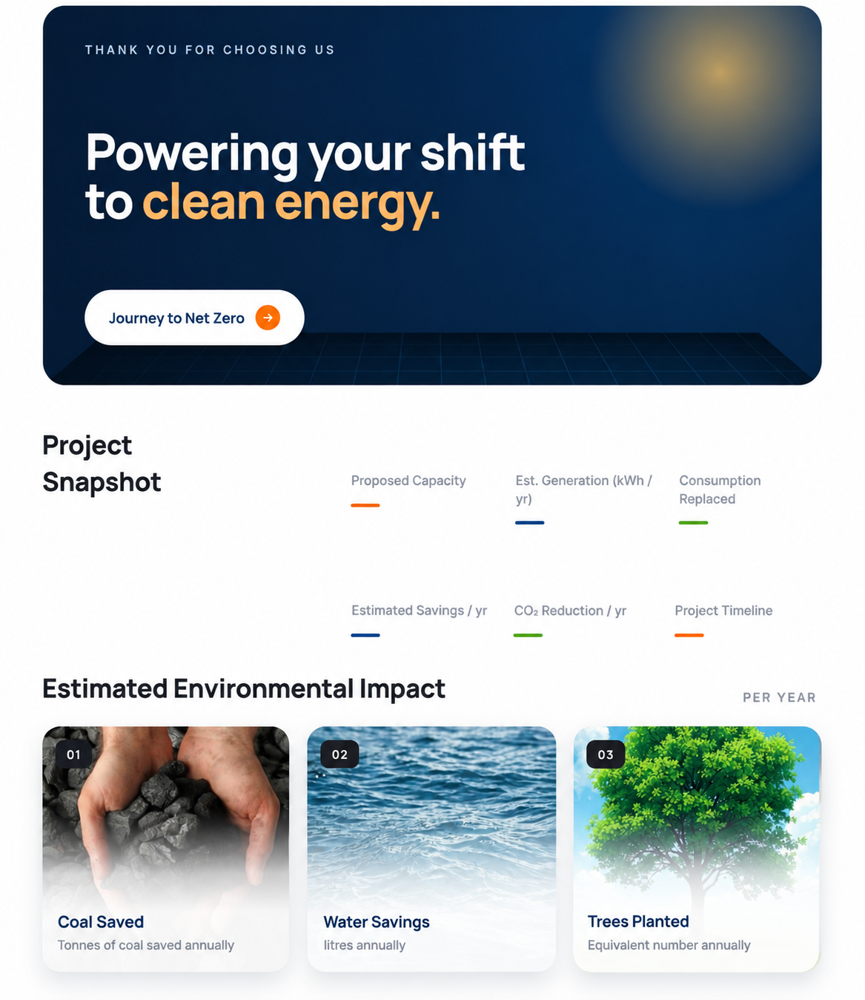 THANK YOU FOR CHOOSING US
Powering your shift
to clean energy.
Journey to Net Zero
Project
Snapshot
Proposed Capacity
Est. Generation (kWh /
yr)
Consumption
Replaced
Estimated Savings / yr
CO₂ Reduction / yr
Project Timeline
Estimated Environmental Impact
PER YEAR
01
02
03
Coal Saved
Tonnes of coal saved annually
Water Savings
litres annually
Trees Planted
Equivalent number annually